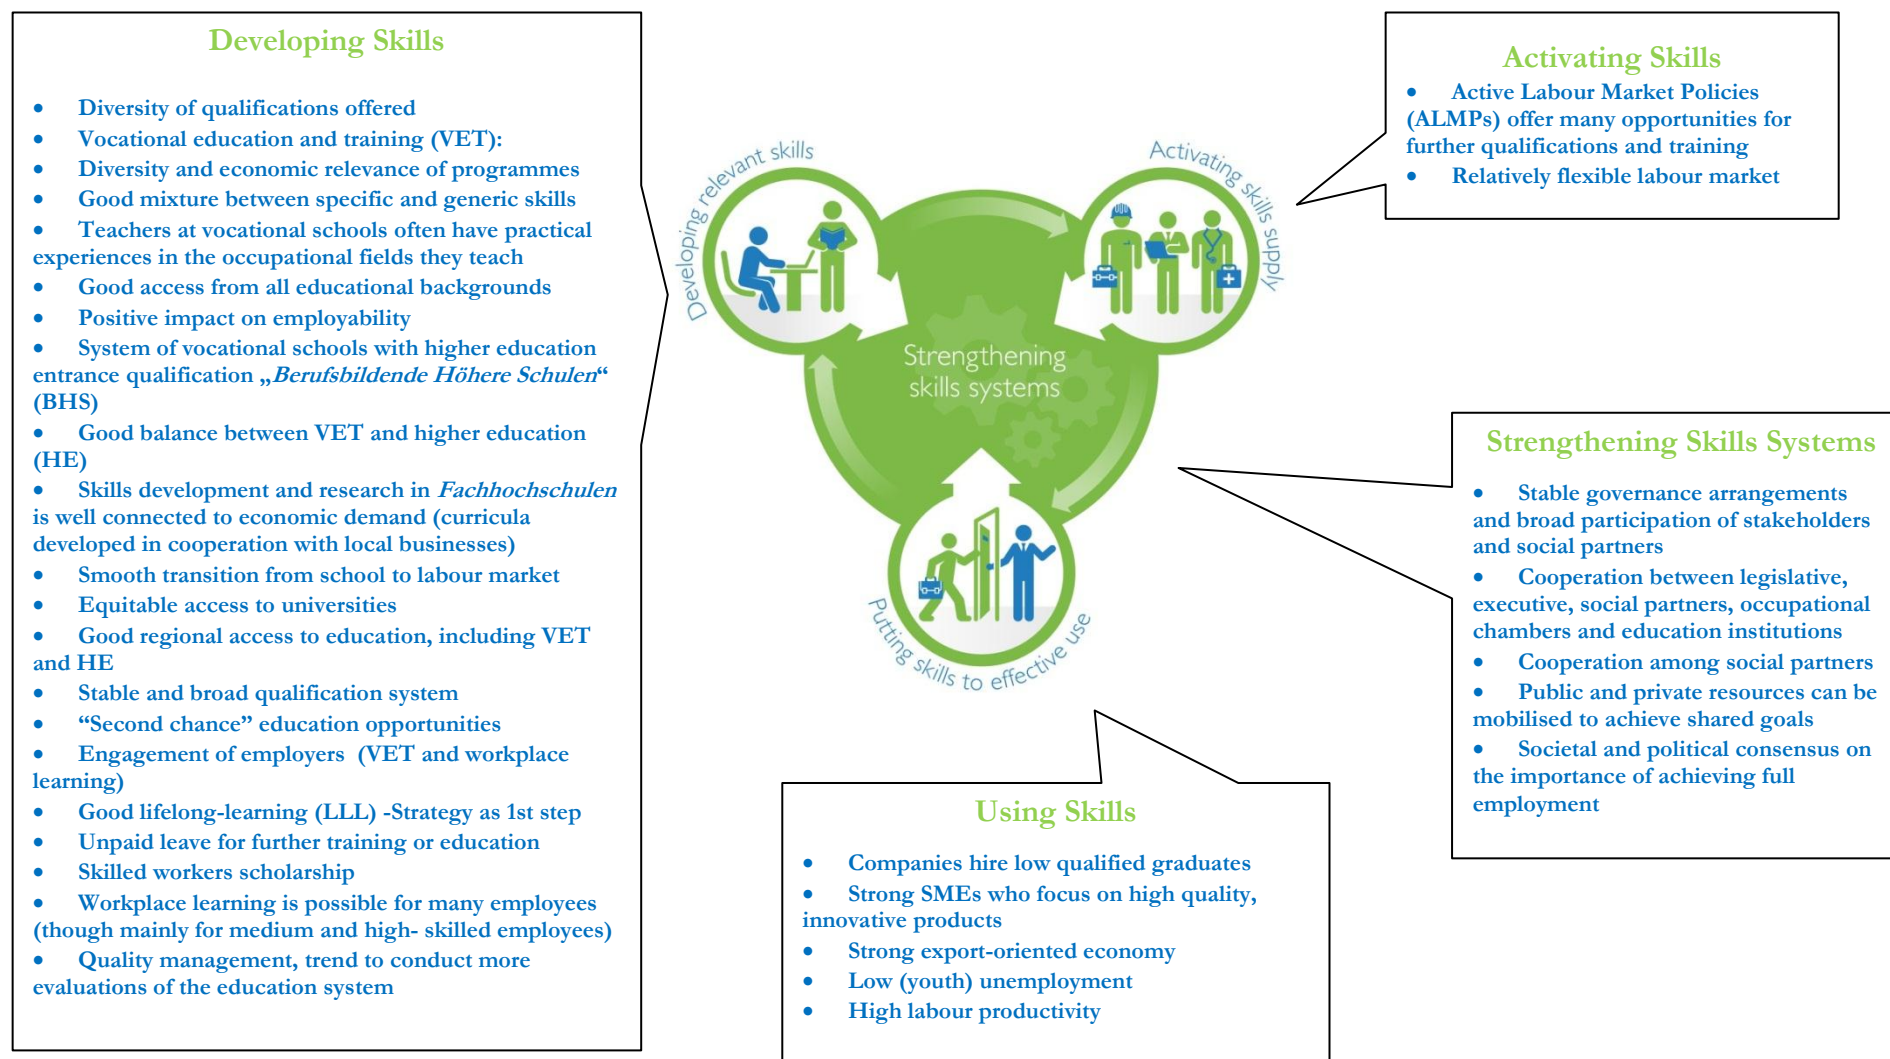 Developing Skills
• Diversity of qualifications offered
• Vocational education and training (VET):
• Diversity and economic relevance of programmes
• Good mixture between specific and generic skills
• Teachers at vocational schools often have practical
experiences in the occupational fields they teach
• Good access from all educational backgrounds
• Positive impact on employability
• System of vocational schools with higher education
entrance qualification „Berufsbildende Höhere Schulen“
(BHS)
• Good balance between VET and higher education
(HE)
• Skills development and research in Fachhochschulen
is well connected to economic demand (curricula
developed in cooperation with local businesses)
• Smooth transition from school to labour market
• Equitable access to universities
• Good regional access to education, including VET
and HE
• Stable and broad qualification system
• “Second chance” education opportunities
• Engagement of employers (VET and workplace
learning)
• Good lifelong-learning (LLL) -Strategy as 1st step
• Unpaid leave for further training or education
• Skilled workers scholarship
• Workplace learning is possible for many employees
(though mainly for medium and high- skilled employees)
• Quality management, trend to conduct more
evaluations of the education system
Developing relevant skills
Activating skills supply
Strengthening
skills systems
Putting skills to effective use
Activating Skills
• Active Labour Market Policies
(ALMPs) offer many opportunities for
further qualifications and training
• Relatively flexible labour market
Strengthening Skills Systems
• Stable governance arrangements
and broad participation of stakeholders
and social partners
• Cooperation between legislative,
executive, social partners, occupational
chambers and education institutions
• Cooperation among social partners
• Public and private resources can be
mobilised to achieve shared goals
• Societal and political consensus on
the importance of achieving full
employment
Using Skills
• Companies hire low qualified graduates
• Strong SMEs who focus on high quality,
innovative products
• Strong export-oriented economy
• Low (youth) unemployment
• High labour productivity